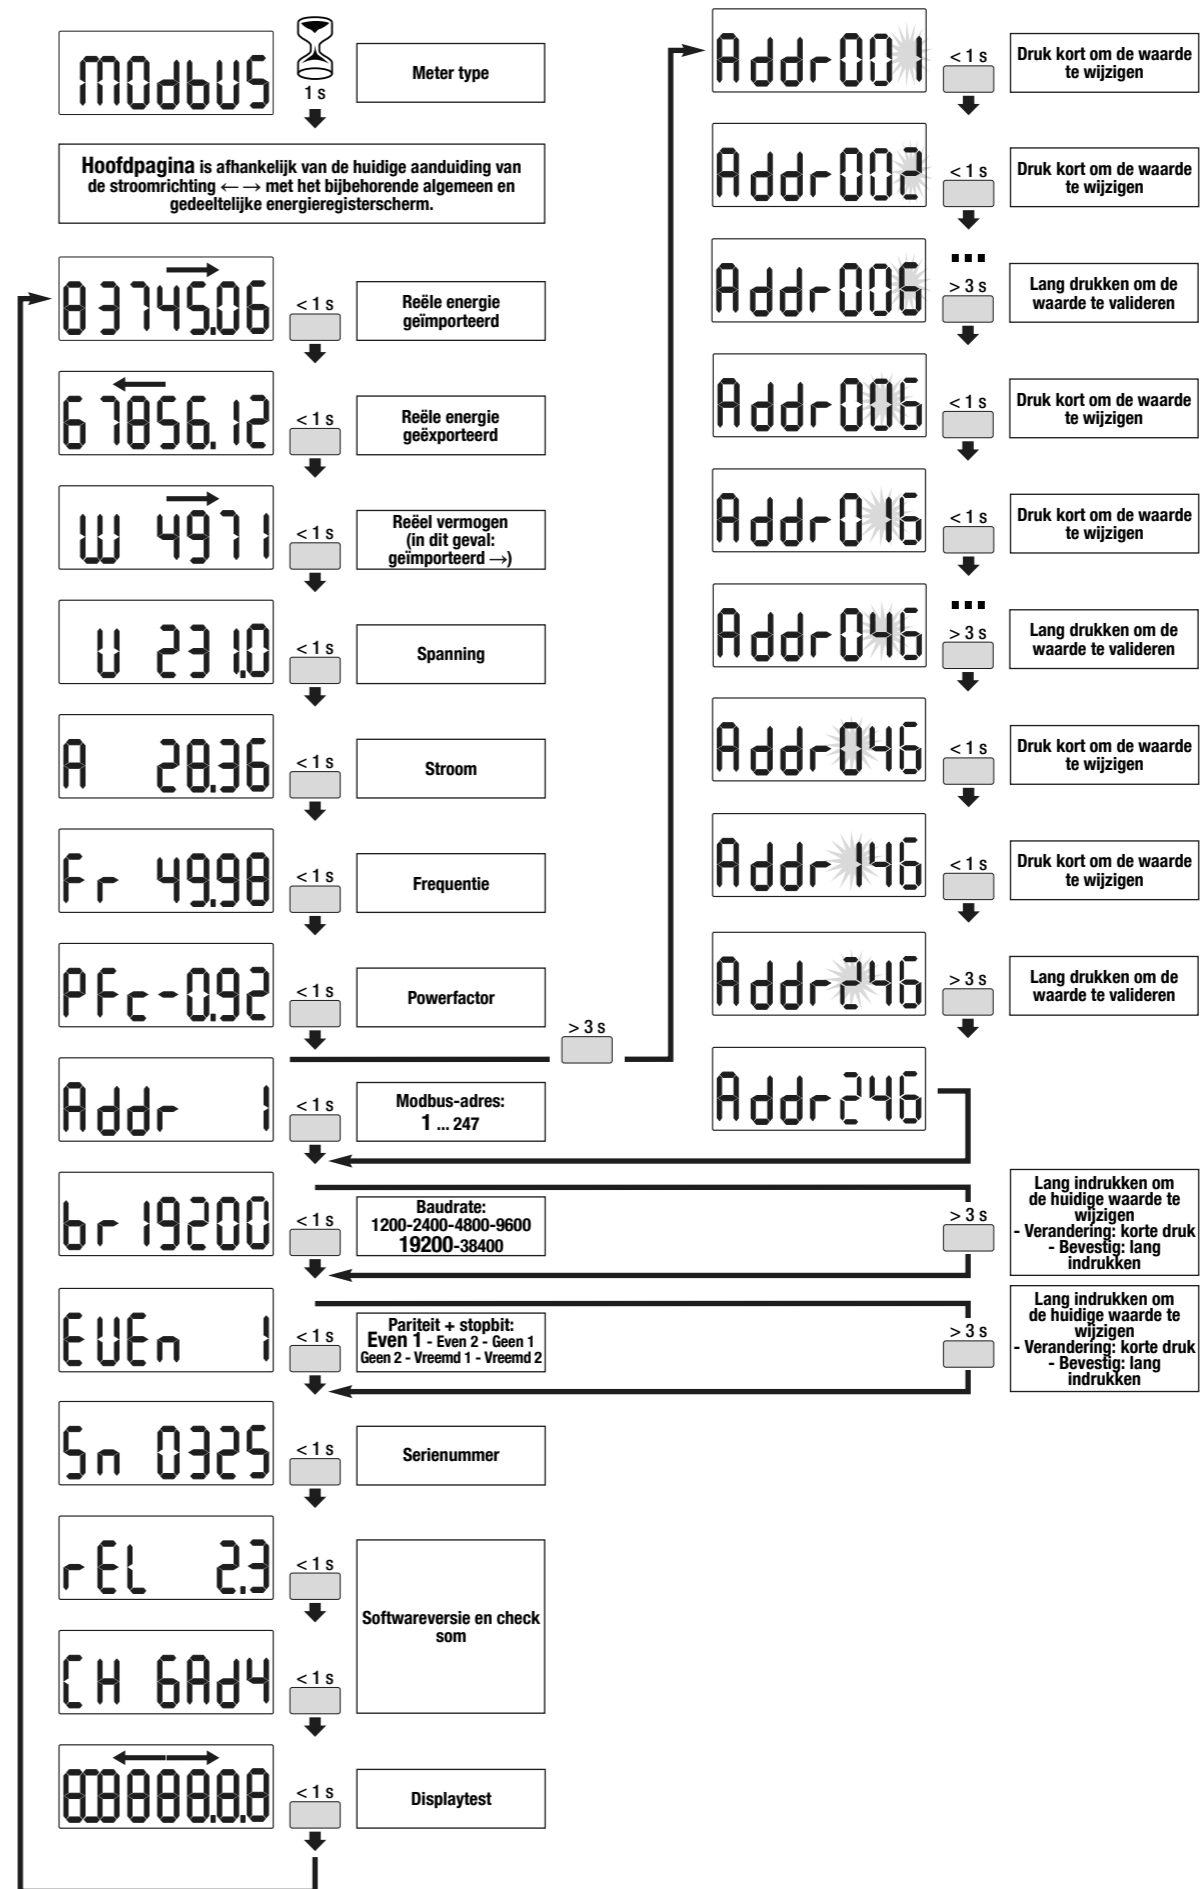 M0dbUS
1 s
Meter type
Hoofdpagina is afhankelijk van de huidige aanduiding van
de stroomrichting ← → met het bijbehorende algemeen en
gedeeltelijke energieregisterscherm.
83745.06
< 1 s
Reële energie
geïmporteerd
67856.12
< 1 s
Reële energie
geëxporteerd
W 4971
< 1 s
Reëel vermogen
(in dit geval:
geïmporteerd →)
U 231.0
< 1 s
Spanning
A 28.36
< 1 s
Stroom
Fr 49.98
< 1 s
Frequentie
PFc-0.92
< 1 s
Powerfactor
> 3 s
Addr 1
< 1 s
Modbus-adres:
1 ... 247
br 19200
< 1 s
Baudrate:
1200-2400-4800-9600
19200-38400
> 3 s
Lang indrukken om
de huidige waarde te
wijzigen
- Verandering: korte druk
- Bevestig: lang
indrukken
EUEn 1
< 1 s
Pariteit + stopbit:
Even 1 - Even 2 - Geen 1
Geen 2 - Vreemd 1 - Vreemd 2
> 3 s
Lang indrukken om
de huidige waarde te
wijzigen
- Verandering: korte druk
- Bevestig: lang
indrukken
Sn 0325
< 1 s
Serienummer
rEL 2.3
< 1 s
Softwareversie en check
som
CH 6Ad4
< 1 s
8.8.8888.8.8
< 1 s
Displaytest
Addr001
< 1 s
Druk kort om de waarde
te wijzigen
Addr002
< 1 s
Druk kort om de waarde
te wijzigen
Addr006
...
> 3 s
Lang drukken om de
waarde te valideren
Addr006
< 1 s
Druk kort om de waarde
te wijzigen
Addr016
< 1 s
Druk kort om de waarde
te wijzigen
Addr046
...
> 3 s
Lang drukken om de
waarde te valideren
Addr046
< 1 s
Druk kort om de waarde
te wijzigen
Addr146
< 1 s
Druk kort om de waarde
te wijzigen
Addr246
> 3 s
Lang drukken om de
waarde te valideren
Addr246